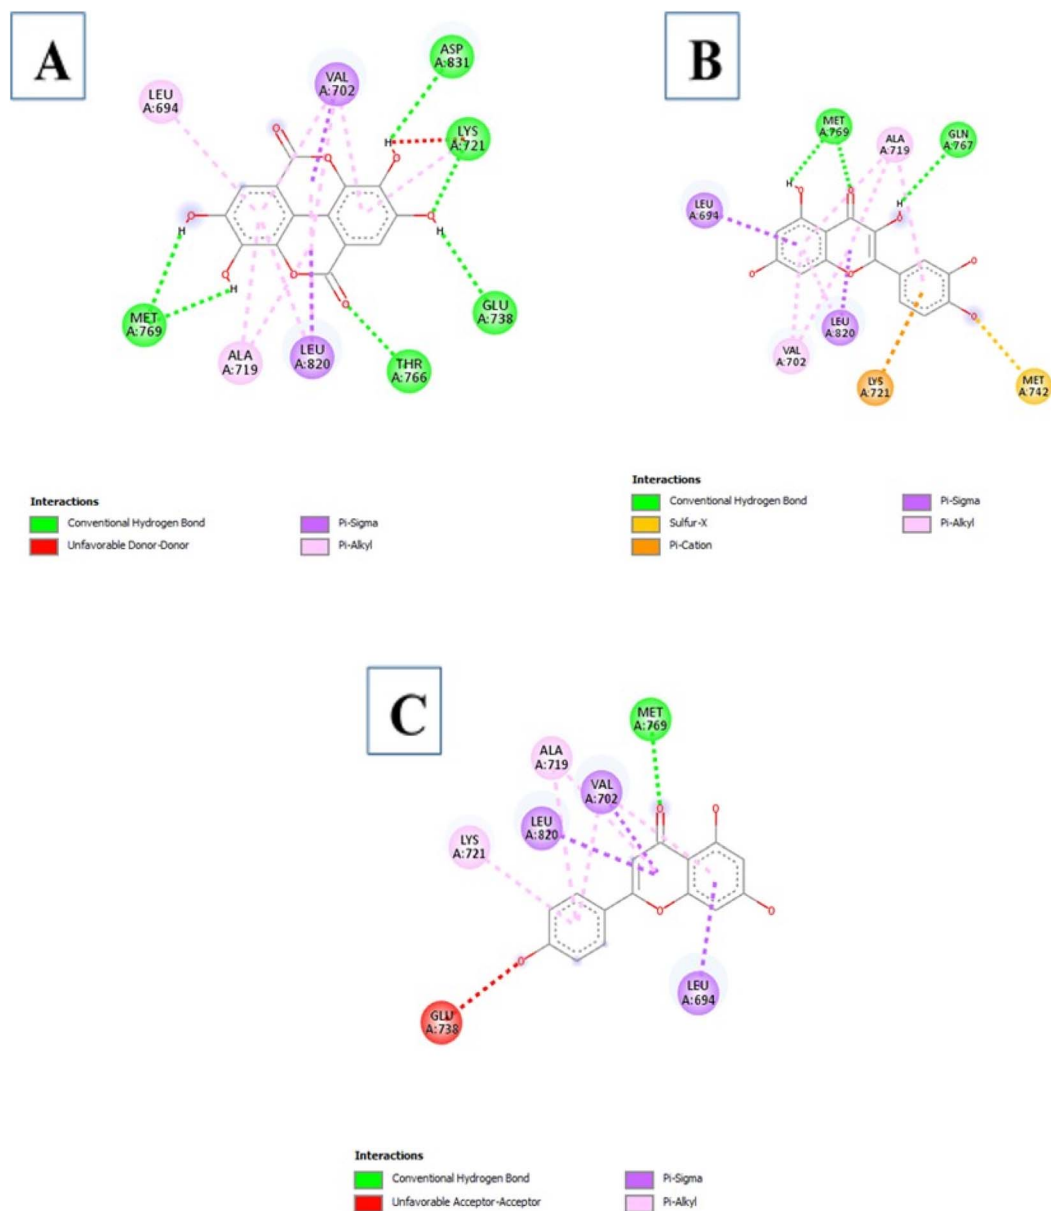 A
ASP
A:831
VAL
A:702
LEU
A:694
LYS
A:721
H
O
O
O
O
H
O
H
O
H
O
O
MET
A:769
GLU
A:738
ALA
A:719
LEU
A:820
THR
A:766
Interactions
Conventional Hydrogen Bond
Unfavorable Donor-Donor
Pi-Sigma
Pi-Alkyl
B
MET
A:769
ALA
A:719
GLN
A:767
LEU
A:694
H
O
O
H
O
O
O
O
O
VAL
A:702
LEU
A:820
LYS
A:721
MET
A:742
Interactions
Conventional Hydrogen Bond
Sulfur-X
Pi-Cation
Pi-Sigma
Pi-Alkyl
C
MET
A:769
ALA
A:719
VAL
A:702
LEU
A:820
LYS
A:721
O
O
O
O
O
LEU
A:694
GLU
A:738
Interactions
Conventional Hydrogen Bond
Unfavorable Acceptor-Acceptor
Pi-Sigma
Pi-Alkyl